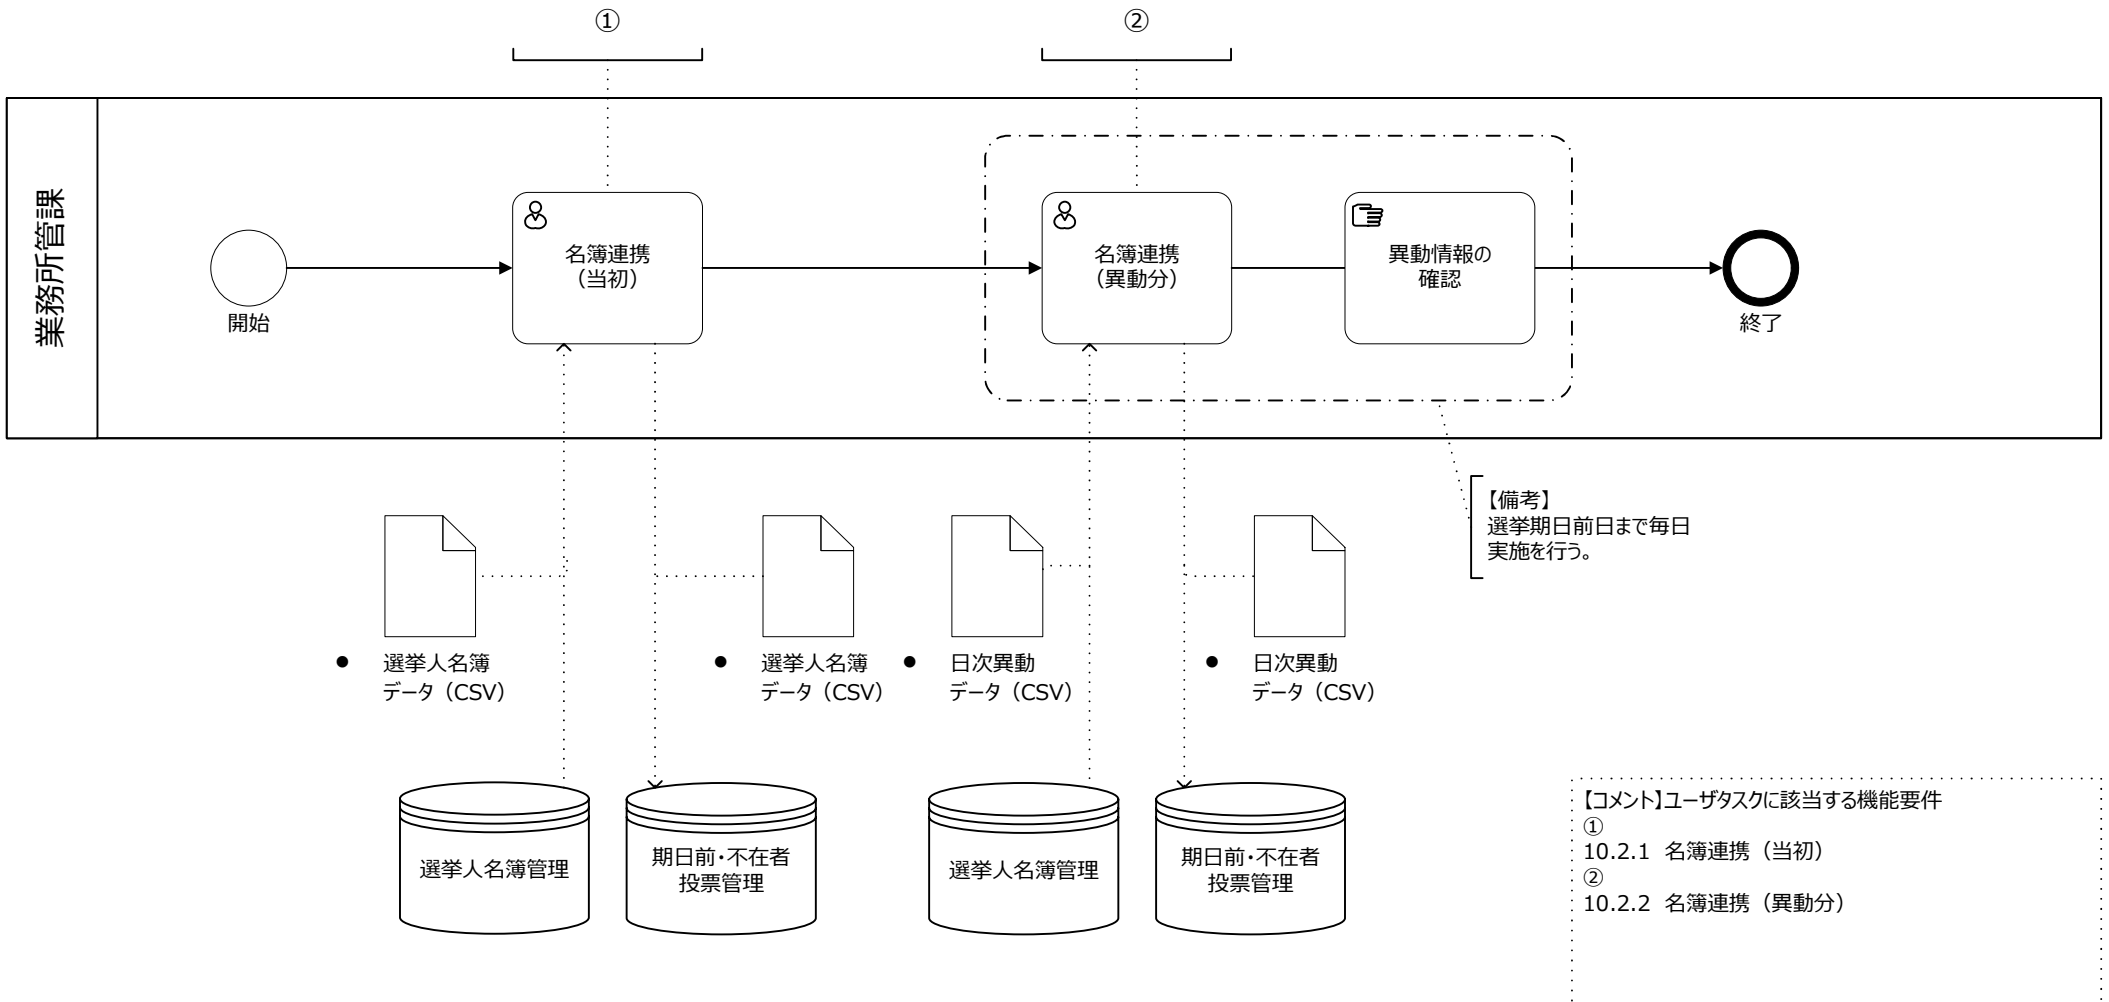 ①
②
業務所管課
開始
名簿連携
（当初）
名簿連携
（異動分）
異動情報の
確認
終了
【備考】
選挙期日前日まで毎日
実施を行う。
● 選挙人名簿
データ（CSV）
● 選挙人名簿
データ（CSV）
● 日次異動
データ（CSV）
● 日次異動
データ（CSV）
選挙人名簿管理
期日前・不在者
投票管理
選挙人名簿管理
期日前・不在者
投票管理
【コメント】ユーザタスクに該当する機能要件
①
10.2.1 名簿連携（当初）
②
10.2.2 名簿連携（異動分）